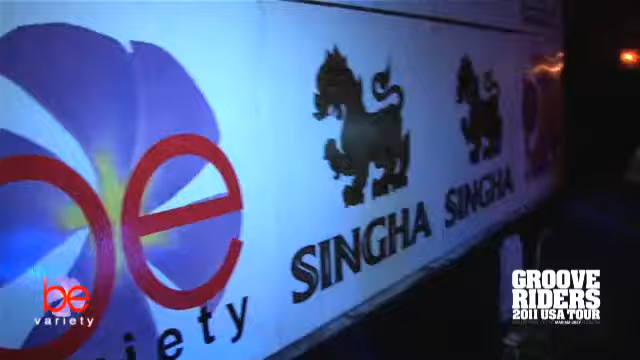 be
variety
SINGHA
SINGHA
be
variety
GROOVE
RIDERS
2011 USA TOUR